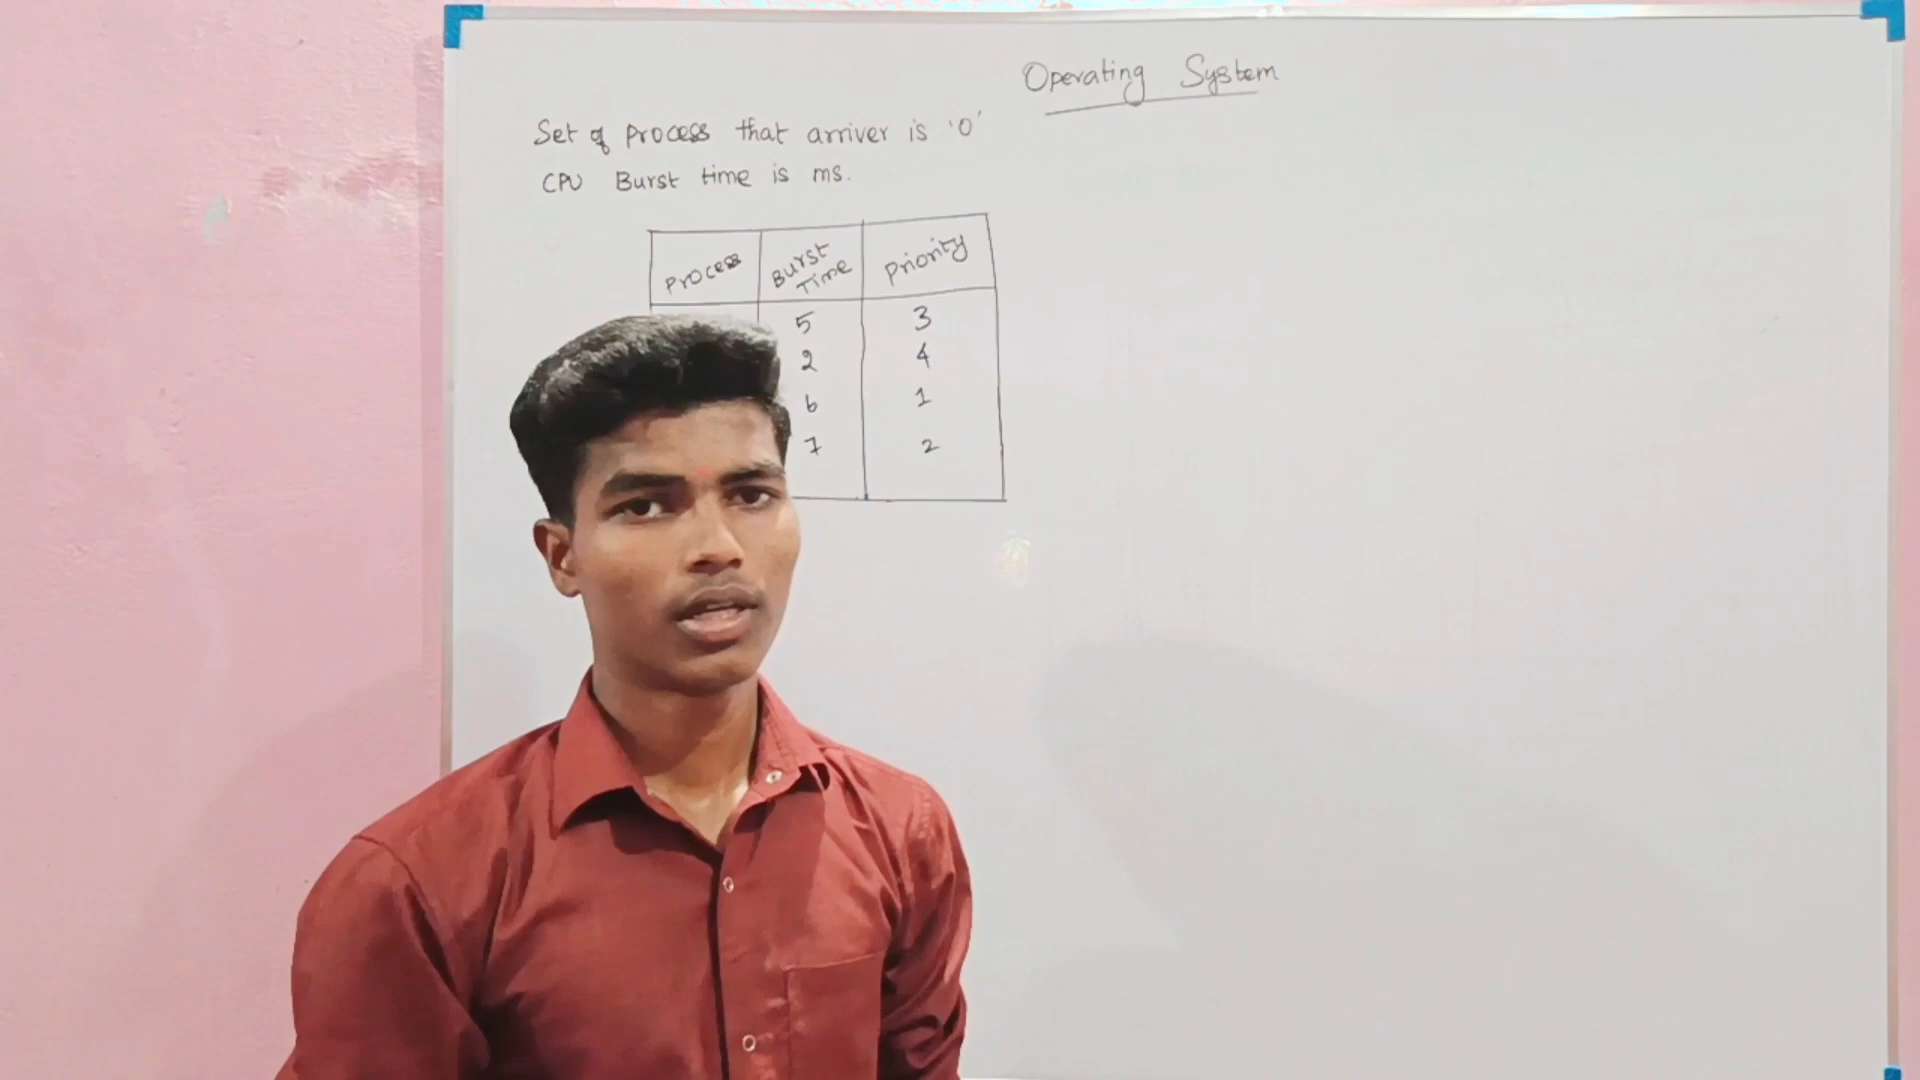 Operating System
Set of process that arriver is '0'
CPU Burst time is ms.
Process Burst Time Priority
5 3
2 4
6 1
7 2